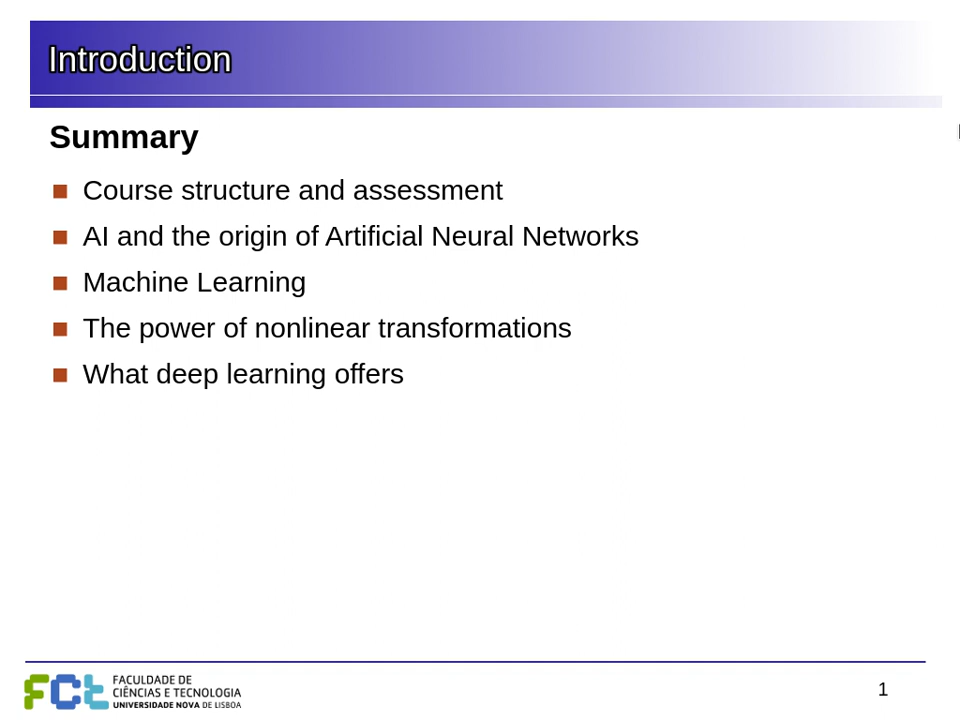 Introduction
Summary
Course structure and assessment
AI and the origin of Artificial Neural Networks
Machine Learning
The power of nonlinear transformations
What deep learning offers
FCt
FACULDADE DE
CIÊNCIAS E TECNOLOGIA
UNIVERSIDADE NOVA DE LISBOA
1